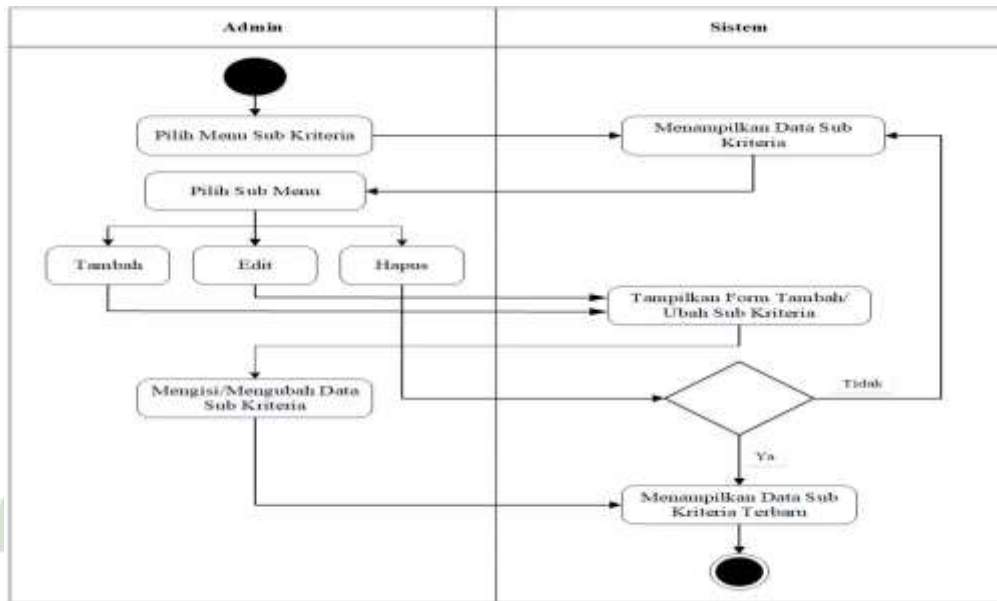 Admin
Sistem
Pilih Menu Sub Kriteria
Menampilkan Data Sub
Kriteria
Pilih Sub Menu
Tambah
Edit
Hapus
Tampilkan Form Tambah/
Ubah Sub Kriteria
Mengisi/Mengubah Data
Sub Kriteria
Tidak
Ya
Menampilkan Data Sub
Kriteria Terbaru